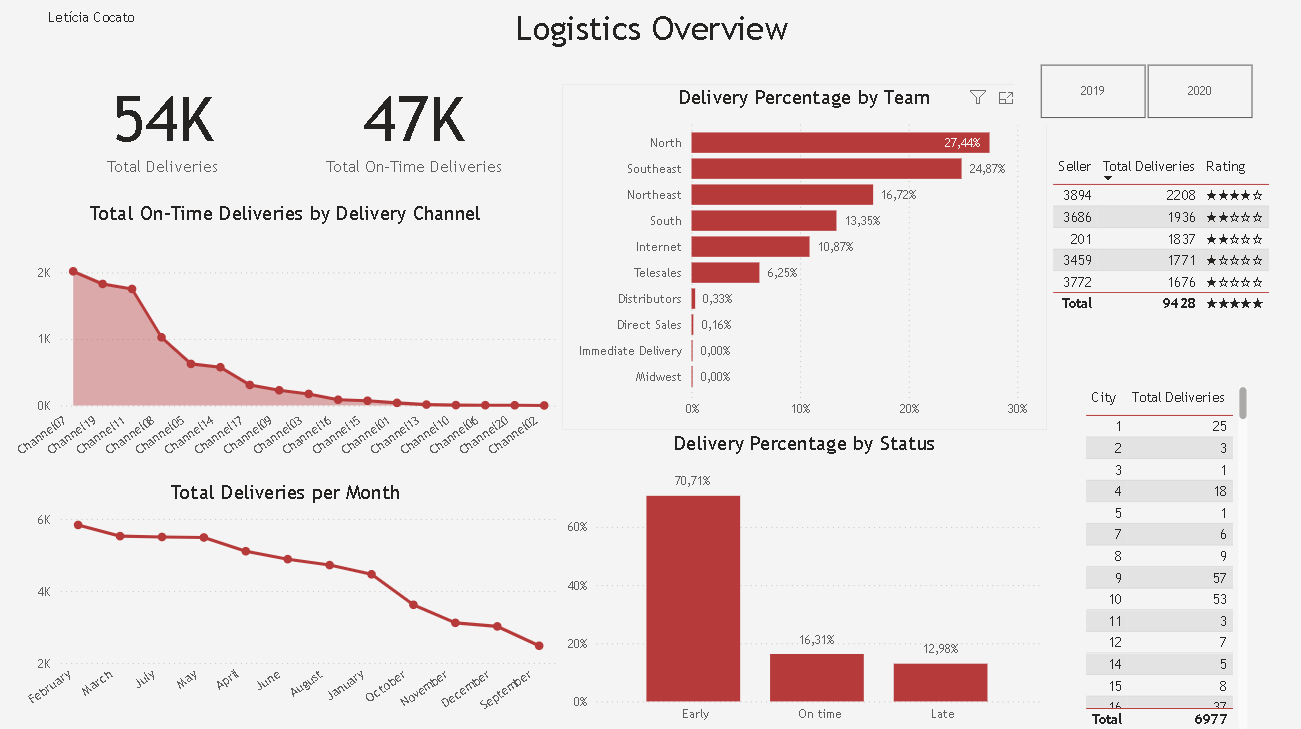 Letícia Cocato
Logistics Overview
54K
Total Deliveries
47K
Total On-Time Deliveries
Total On-Time Deliveries by Delivery Channel
2K
1K
0K
Channel07
Channel19
Channel11
Channel08
Channel05
Channel14
Channel17
Channel09
Channel03
Channel16
Channel15
Channel01
Channel13
Channel10
Channel06
Channel20
Channel02
Total Deliveries per Month
6K
4K
2K
February
March
July
May
April
June
August
January
October
November
December
September
Delivery Percentage by Team
North 27,44%
Southeast 24,87%
Northeast 16,72%
South 13,35%
Internet 10,87%
Telesales 6,25%
Distributors 0,33%
Direct Sales 0,16%
Immediate Delivery 0,00%
Midwest 0,00%
0% 10% 20% 30%
Delivery Percentage by Status
60%
40%
20%
0%
70,71%
16,31%
12,98%
Early On time Late
2019 2020
Seller Total Deliveries Rating
3894 2208 ★★★★☆
3686 1936 ★★☆☆☆
201 1837 ★★☆☆☆
3459 1771 ★☆☆☆☆
3772 1676 ★☆☆☆☆
Total 9428 ★★★★★
City Total Deliveries
1 25
2 3
3 1
4 18
5 1
7 6
8 9
9 57
10 53
11 3
12 7
14 5
15 8
16 37
Total 6977